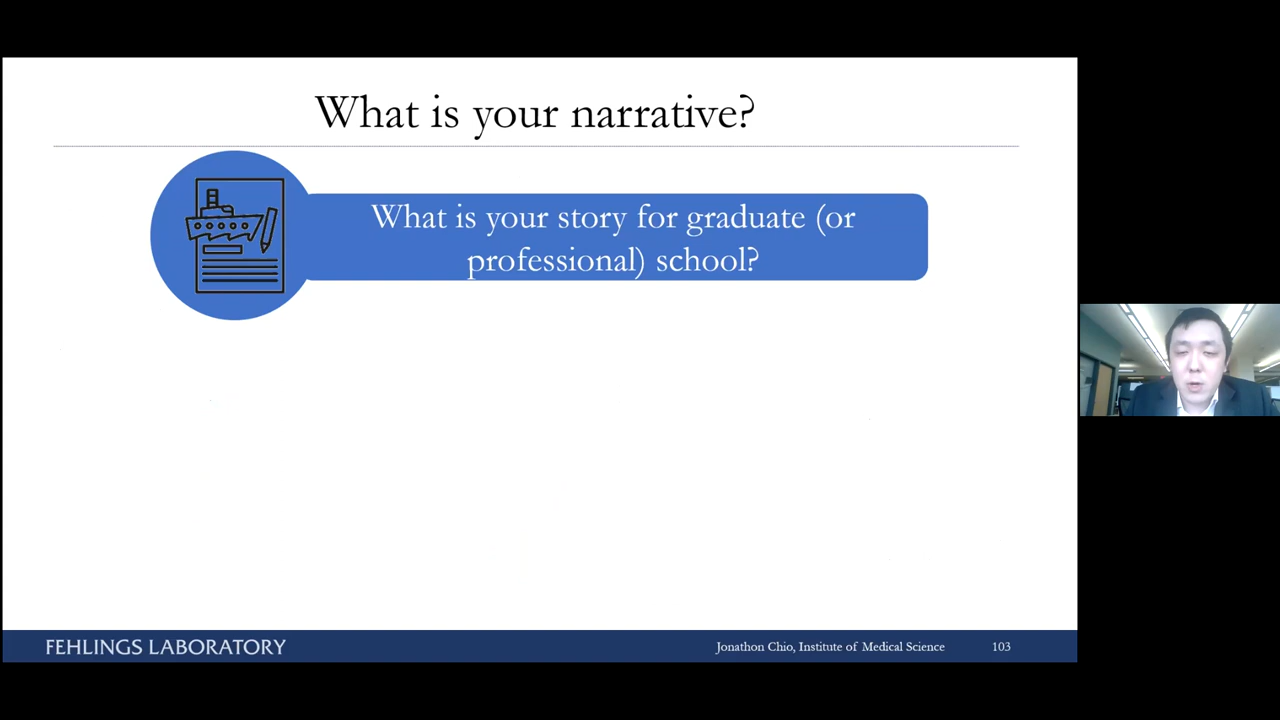 What is your narrative?
What is your story for graduate (or
professional) school?
FEHLINGS LABORATORY
Jonathon Chio, Institute of Medical Science
103